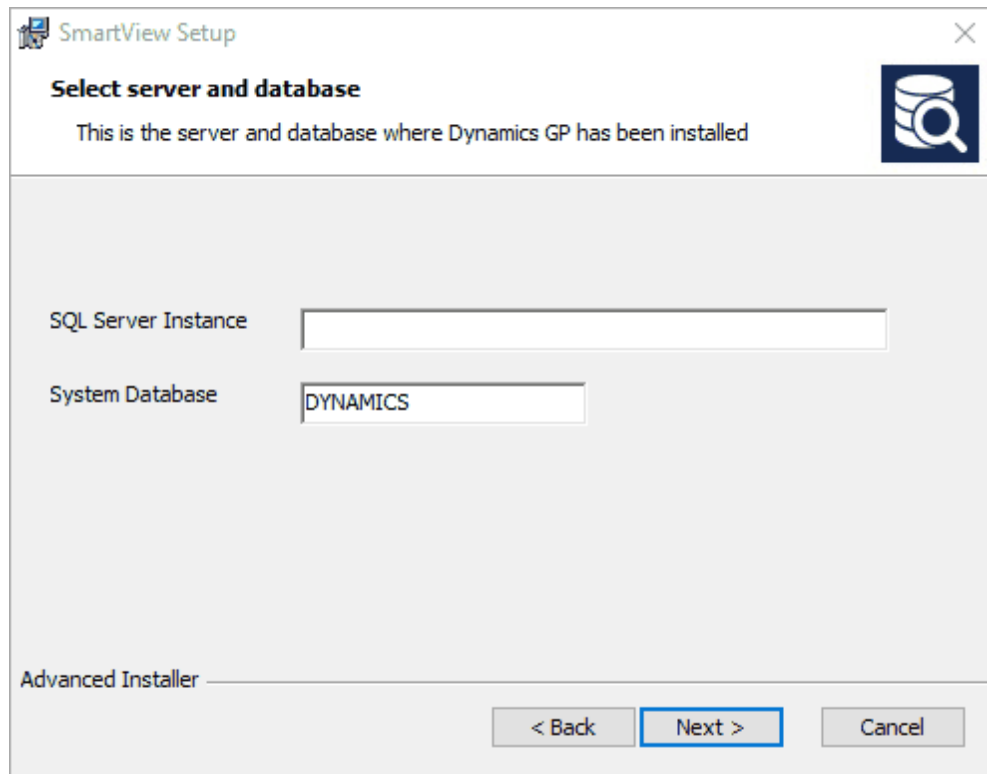 SmartView Setup
Select server and database
This is the server and database where Dynamics GP has been installed
SQL Server Instance
System Database
DYNAMICS
Advanced Installer
< Back
Next >
Cancel